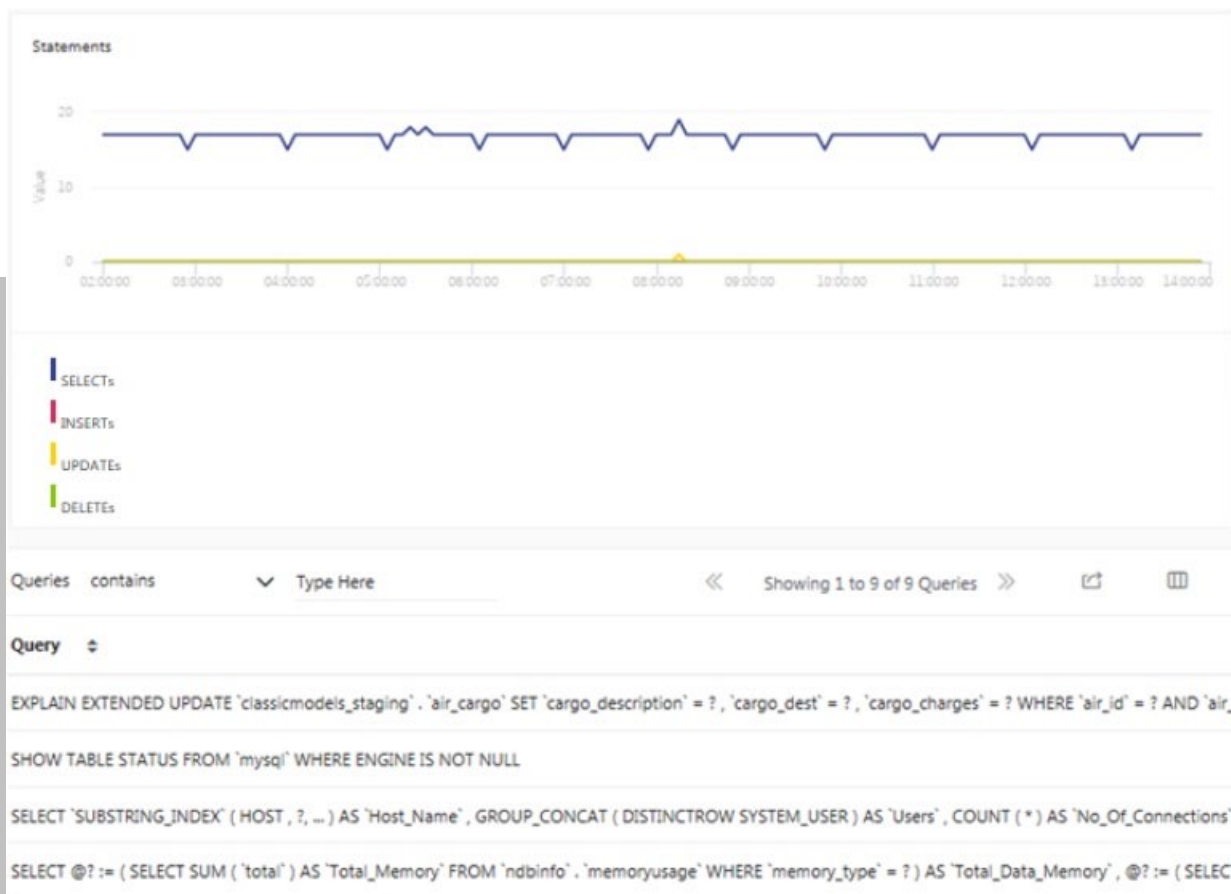 Statements
20
Value
10
0
02:00:00 03:00:00 04:00:00 05:00:00 06:00:00 07:00:00 08:00:00 09:00:00 10:00:00 11:00:00 12:00:00 13:00:00 14:00:00
SELECTs
INSERTs
UPDATEs
DELETEs
Queries contains Type Here Showing 1 to 9 of 9 Queries
Query
EXPLAIN EXTENDED UPDATE `classicmodels_staging` . `air_cargo` SET `cargo_description` = ? , `cargo_dest` = ? , `cargo_charges` = ? WHERE `air_id` = ? AND `air_
SHOW TABLE STATUS FROM `mysql` WHERE ENGINE IS NOT NULL
SELECT `SUBSTRING_INDEX` ( HOST , ?, ... ) AS `Host_Name` , GROUP_CONCAT ( DISTINCTROW SYSTEM_USER ) AS `Users` , COUNT ( * ) AS `No_Of_Connections`
SELECT @? := ( SELECT SUM ( `total` ) AS `Total_Memory` FROM `ndbinfo` . `memoryusage` WHERE `memory_type` = ? ) AS `Total_Data_Memory` , @? := ( SELEC